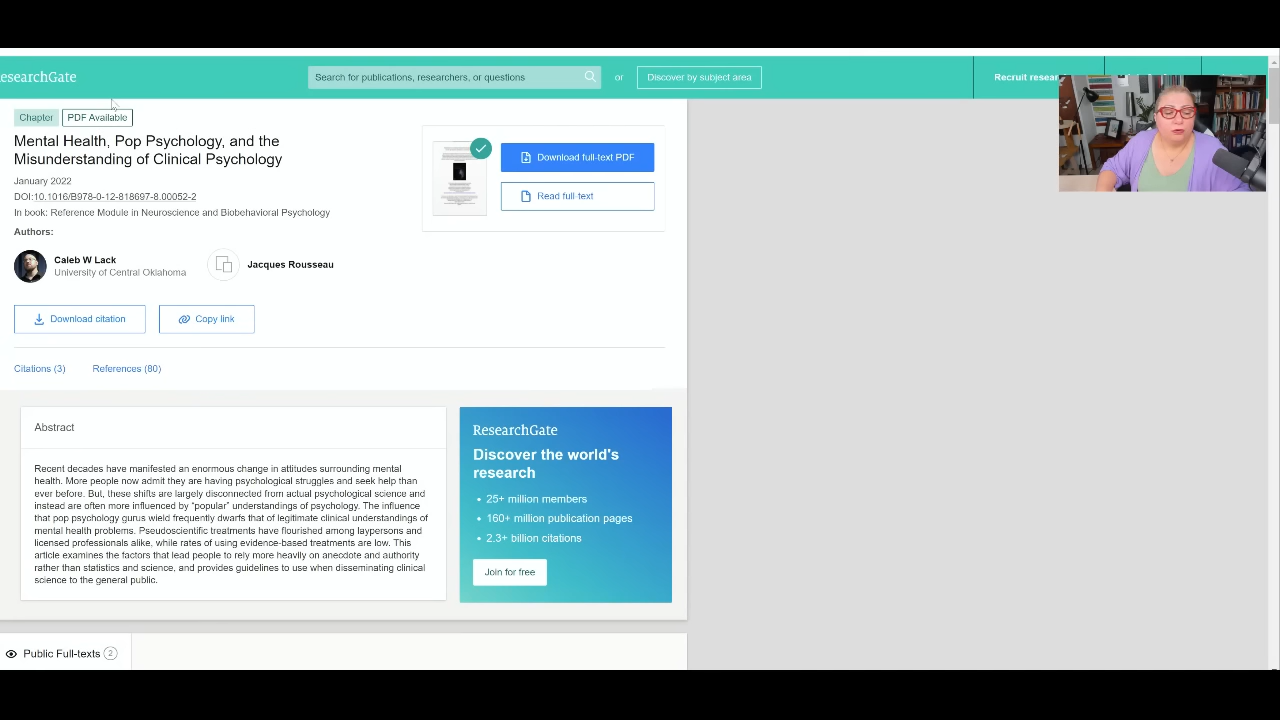 esearchGate
Search for publications, researchers, or questions
or
Discover by subject area
Recruit resear
Chapter
PDF Available
Mental Health, Pop Psychology, and the
Misunderstanding of Clinical Psychology
January 2022
DOI:10.1016/B978-0-12-818697-8.00052-2
In book: Reference Module in Neuroscience and Biobehavioral Psychology
Authors:
Caleb W Lack
University of Central Oklahoma
Jacques Rousseau
Download full-text PDF
Read full-text
Download citation
Copy link
Citations (3)
References (80)
Abstract
Recent decades have manifested an enormous change in attitudes surrounding mental
health. More people now admit they are having psychological struggles and seek help than
ever before. But, these shifts are largely disconnected from actual psychological science and
instead are often more influenced by “popular” understandings of psychology. The influence
that pop psychology gurus wield frequently dwarfs that of legitimate clinical understandings of
mental health problems. Pseudoscientific treatments have flourished among laypersons and
licensed professionals alike, while rates of using evidence-based treatments are low. This
article examines the factors that lead people to rely more heavily on anecdote and authority
rather than statistics and science, and provides guidelines to use when disseminating clinical
science to the general public.
ResearchGate
Discover the world's
research
• 25+ million members
• 160+ million publication pages
• 2.3+ billion citations
Join for free
Public Full-texts 2